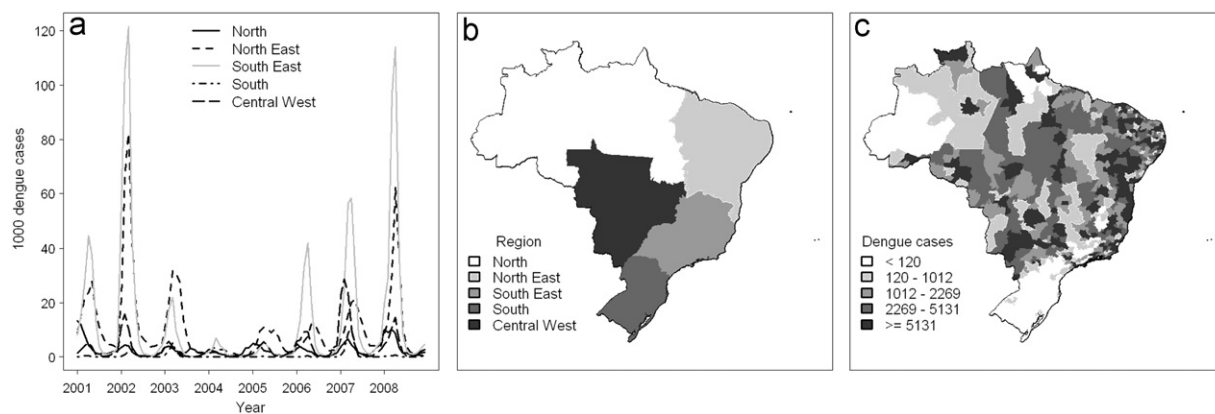 a
120
100
80
60
40
20
0
1000 dengue cases
North
North East
South East
South
Central West
2001 2002 2003 2004 2005 2006 2007 2008
Year
b
Region
North
North East
South East
South
Central West
c
Dengue cases
< 120
120 - 1012
1012 - 2269
2269 - 5131
>= 5131